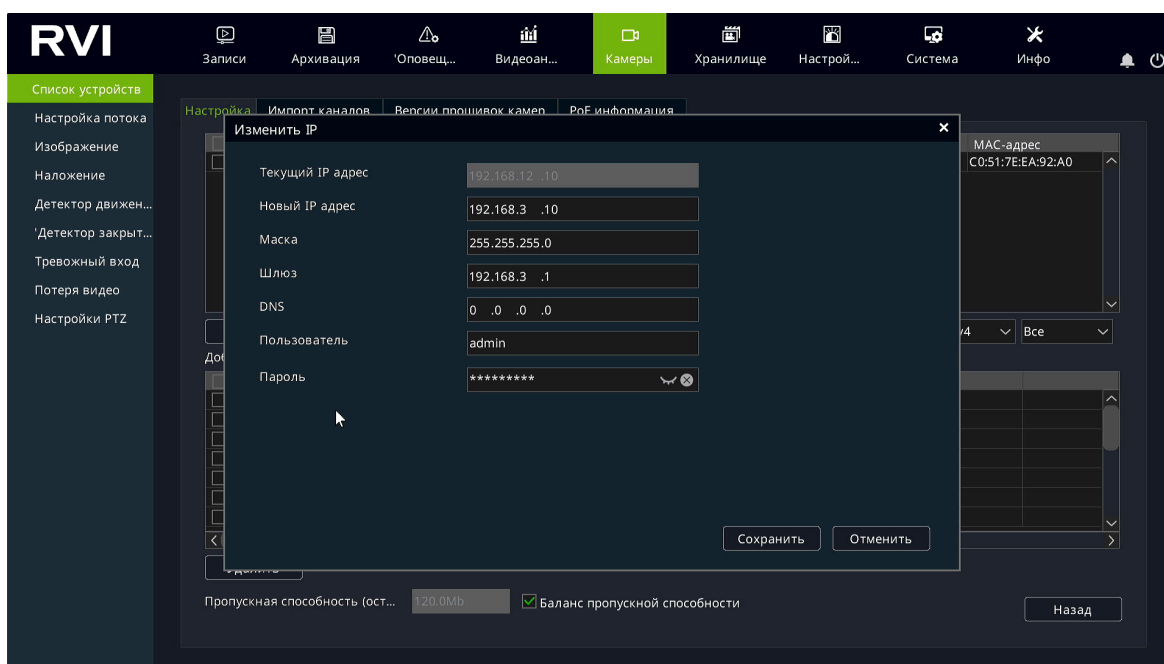 RVI
Записи
Архивация
'Оповещ...
Видеоан...
Камеры
Хранилище
Настрой...
Система
Инфо
Список устройств
Настройка потока
Изображение
Наложение
Детектор движен...
'Детектор закрыт...
Тревожный вход
Потеря видео
Настройки PTZ
Настройка
Импорт каналов
Версии прошивок камер
PoE информация
Изменить IP
MAC-адрес
C0:51:7E:EA:92:A0
Текущий IP адрес 192.168.12 .10
Новый IP адрес 192.168.3 .10
Маска 255.255.255.0
Шлюз 192.168.3 .1
DNS 0 .0 .0 .0
Пользователь admin
Пароль *********
v4
Все
Доб
Сохранить
Отменить
Удалить
Пропускная способность (ост... 120.0Mb
Баланс пропускной способности
Назад